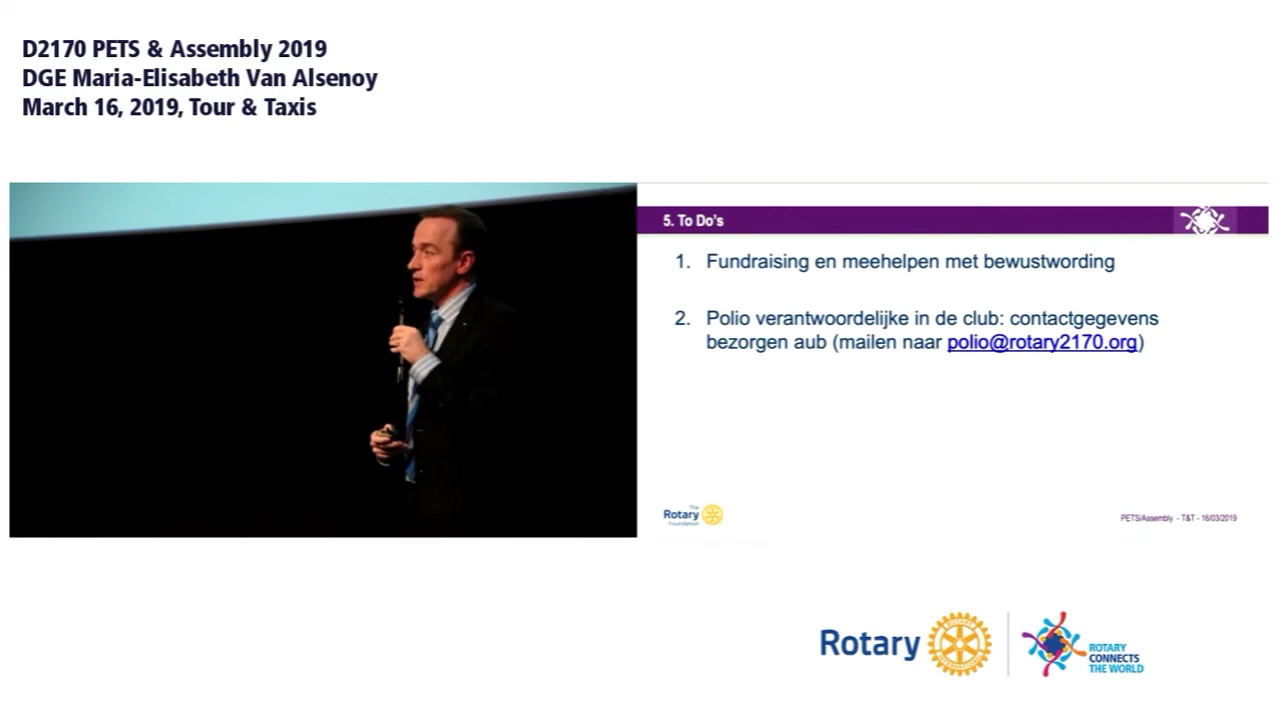 D2170 PETS & Assembly 2019
DGE Maria-Elisabeth Van Alsenoy
March 16, 2019, Tour & Taxis
5. To Do's
1. Fundraising en meehelpen met bewustwording
2. Polio verantwoordelijke in de club: contactgegevens
bezorgen aub (mailen naar polio@rotary2170.org)
The
Rotary
Foundation
PETS/Assembly - T&T - 16/03/2019
Rotary
ROTARY
CONNECTS
THE WORLD